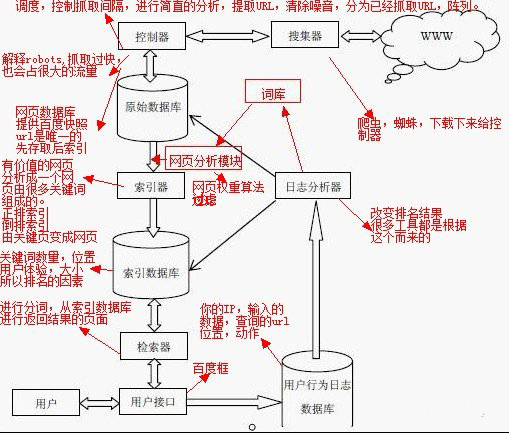 调度，控制抓取间隔，进行简直的分析，提取URL，清除噪音，分为已经抓取URL，阵列。
控制器
搜集器
WWW
解释robots,抓取过快，
也会占很大的流量
原始数据库
词库
爬虫，蜘蛛，下载下来给控
制器
网页数据库
提供百度快照
url是唯一的
先存取后索引
网页分析模块
有价值的网页
分析成一个网
页由很多关键词
组成的。
正排索引
倒排索引
由关键页变成网页
索引器
网页权重算法
过滤
日志分析器
改变排名结果
很多工具都是根据
这个而来的
关键词数量，位置
用户体验，大小
所以排名的因素
索引数据库
进行分词，从索引数据库
进行返回结果的页面
你的IP，输入的
数据，查询的url
位置，动作
检索器
百度框
用户
用户接口
用户行为日志
数据库